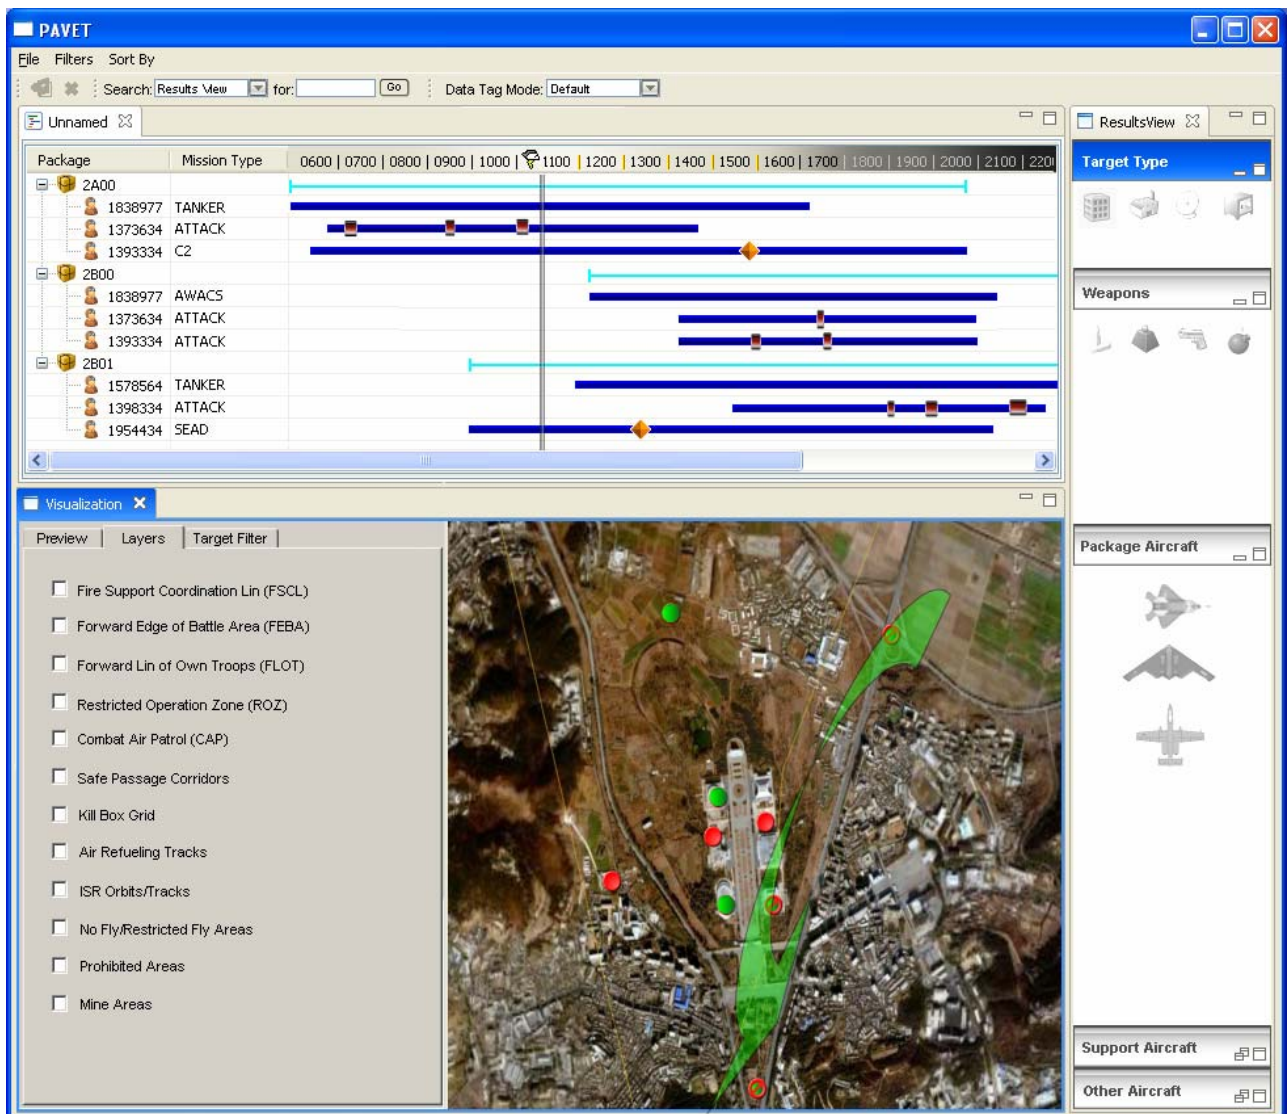 PAVET
File Filters Sort By
Search: Results View for: Go Data Tag Mode: Default
Unnamed
Package Mission Type 0600 | 0700 | 0800 | 0900 | 1000 | 1100 | 1200 | 1300 | 1400 | 1500 | 1600 | 1700 | 1800 | 1900 | 2000 | 2100 | 220
2A00
1838977 TANKER
1373634 ATTACK
1393334 C2
2B00
1838977 AWACS
1373634 ATTACK
1393334 ATTACK
2B01
1578564 TANKER
1398334 ATTACK
1954434 SEAD
Visualization
Preview Layers Target Filter
Fire Support Coordination Lin (FSCL)
Forward Edge of Battle Area (FEBA)
Forward Lin of Own Troops (FLOT)
Restricted Operation Zone (ROZ)
Combat Air Patrol (CAP)
Safe Passage Corridors
Kill Box Grid
Air Refueling Tracks
ISR Orbits/Tracks
No Fly/Restricted Fly Areas
Prohibited Areas
Mine Areas
ResultsView
Target Type
Weapons
Package Aircraft
Support Aircraft
Other Aircraft